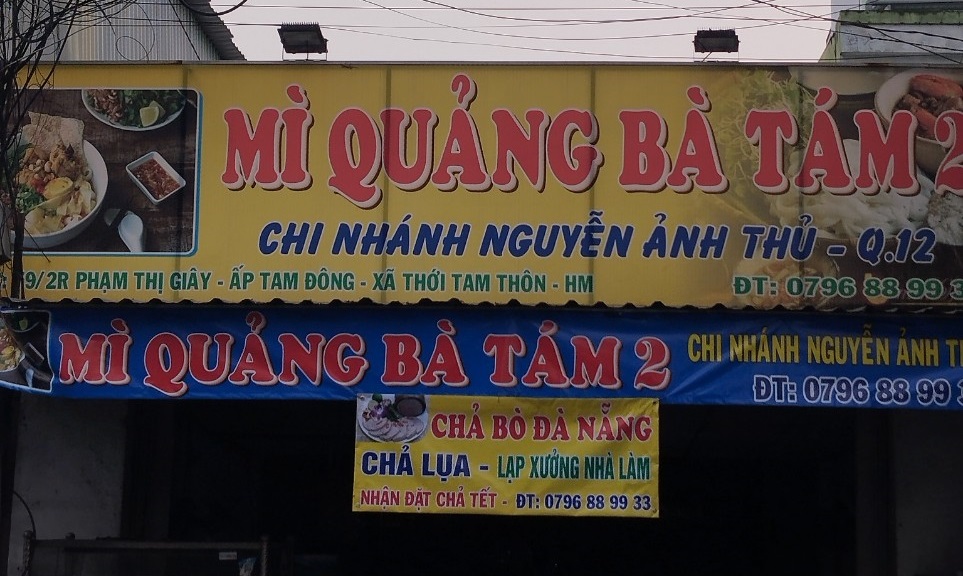 MÌ QUẢNG BÀ TÁM 2
CHI NHÁNH NGUYỄN ẢNH THỦ - Q.12
9/2R PHẠM THỊ GIÂY - ẤP TAM ĐÔNG - XÃ THỚI TAM THÔN - HM
ĐT: 0796 88 99 3
MÌ QUẢNG BÀ TÁM 2
CHI NHÁNH NGUYỄN ẢNH
ĐT: 0796 88 99
CHẢ BÒ ĐÀ NẴNG
CHẢ LỤA - LẠP XƯỞNG NHÀ LÀM
NHẬN ĐẶT CHẢ TẾT - ĐT: 0796 88 99 33